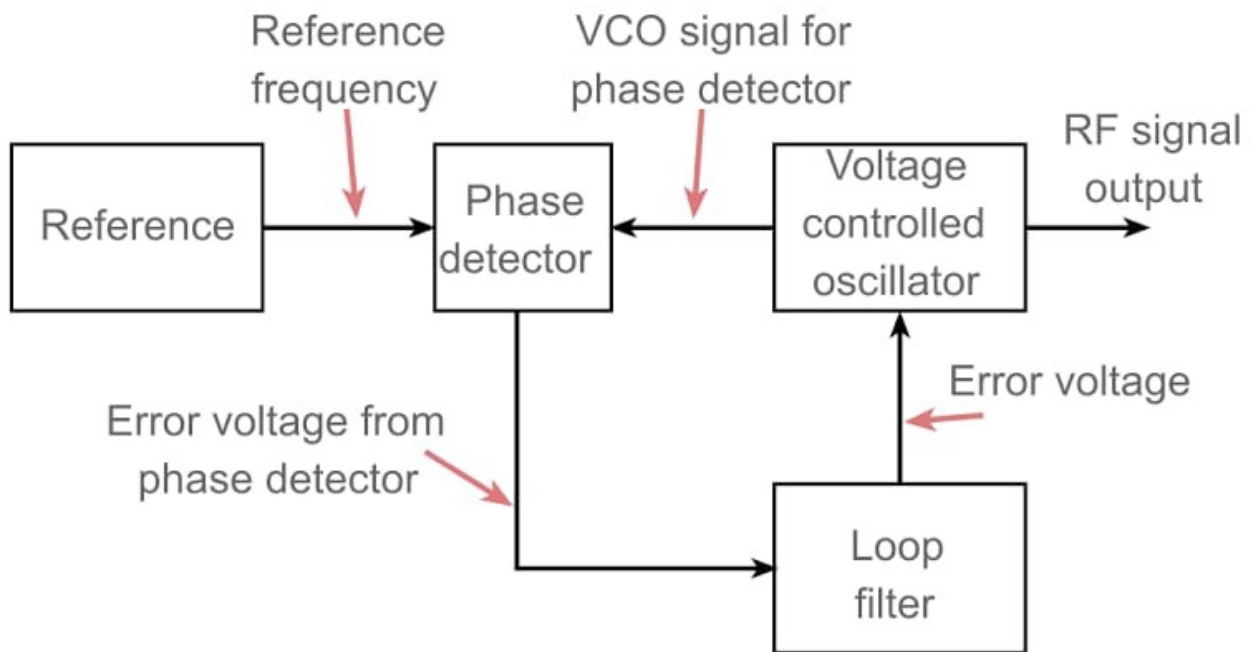 Reference
frequency
VCO signal for
phase detector
RF signal
output
Reference
Phase
detector
Voltage
controlled
oscillator
Error voltage from
phase detector
Error voltage
Loop
filter